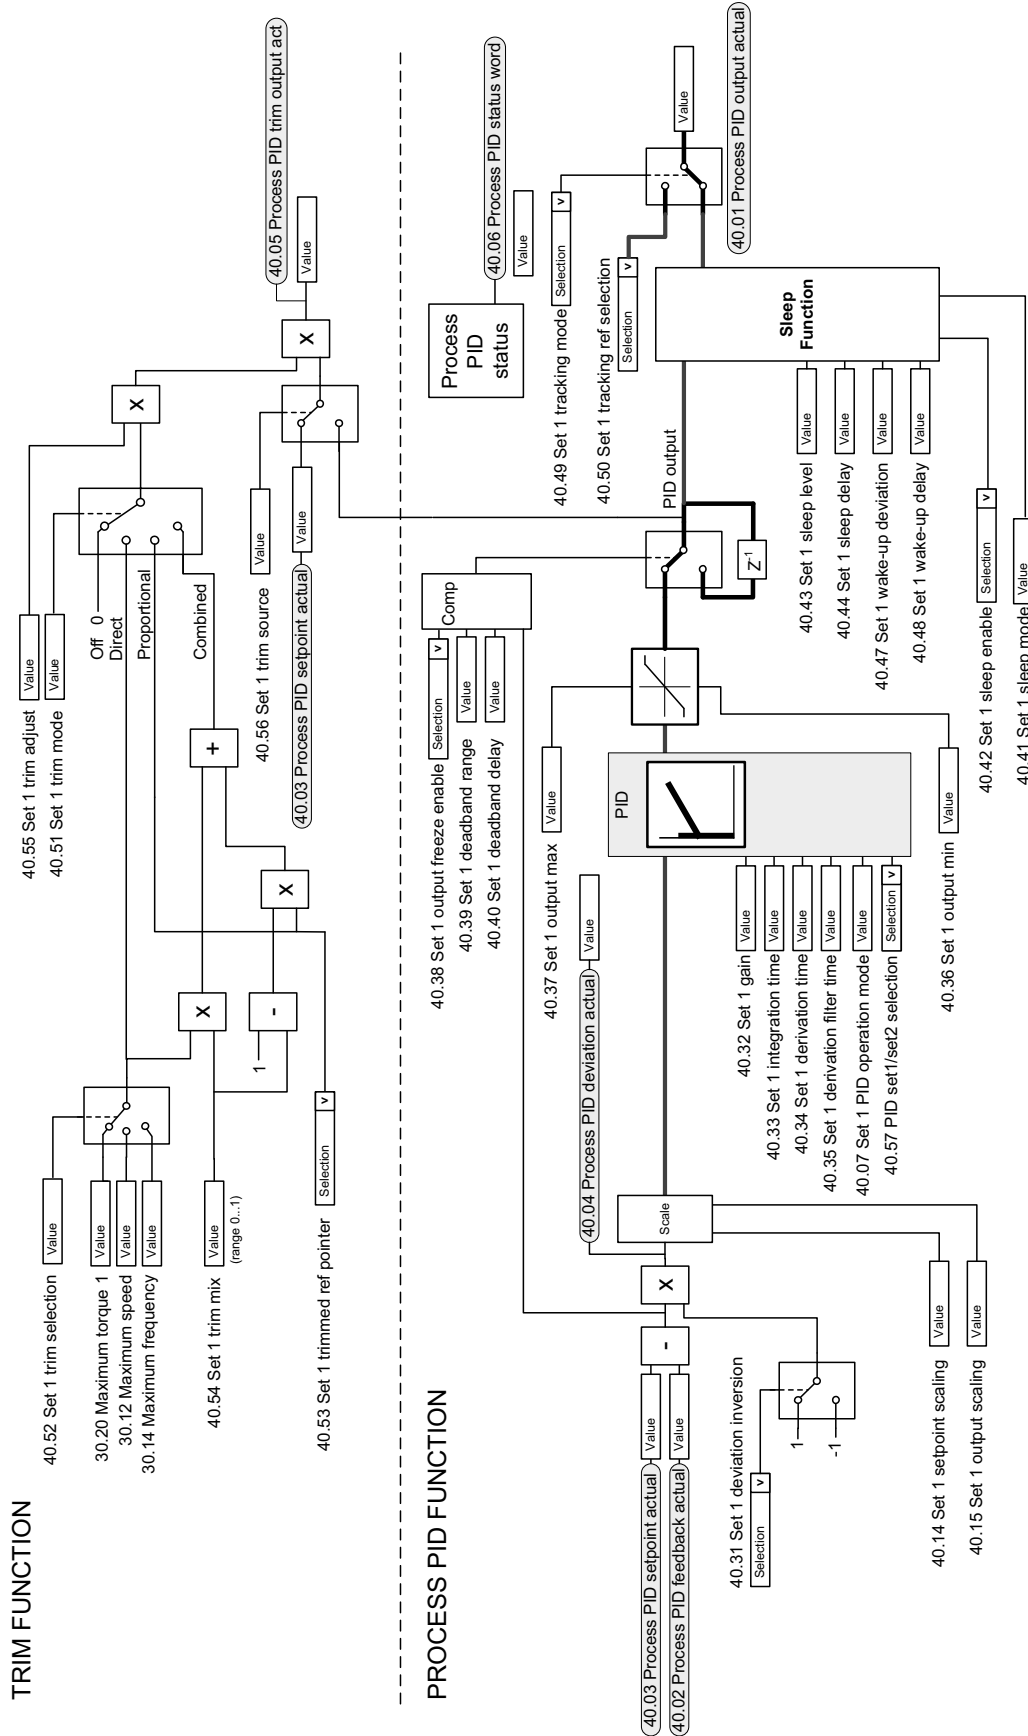 TRIM FUNCTION
40.52 Set 1 trim selection
Value
30.20 Maximum torque 1
Value
30.12 Maximum speed
Value
30.14 Maximum frequency
Value
40.54 Set 1 trim mix
Value
(range 0...1)
40.53 Set 1 trimmed ref pointer
Selection
v
1
X
-
X
+
40.55 Set 1 trim adjust
Value
40.51 Set 1 trim mode
Value
Off 0
Direct
Proportional
Combined
40.56 Set 1 trim source
Value
40.03 Process PID setpoint actual
Value
X
X
40.05 Process PID trim output act
Value
PROCESS PID FUNCTION
40.03 Process PID setpoint actual
Value
40.02 Process PID feedback actual
Value
-
X
40.31 Set 1 deviation inversion
Selection
v
1
-1
40.04 Process PID deviation actual
Value
Scale
40.14 Set 1 setpoint scaling
Value
40.15 Set 1 output scaling
Value
PID
40.32 Set 1 gain
Value
40.33 Set 1 integration time
Value
40.34 Set 1 derivation time
Value
40.35 Set 1 derivation filter time
Value
40.07 Set 1 PID operation mode
Value
40.57 PID set1/set2 selection
Selection
v
40.37 Set 1 output max
Value
40.36 Set 1 output min
Value
40.38 Set 1 output freeze enable
Selection
v
40.39 Set 1 deadband range
Value
40.40 Set 1 deadband delay
Value
Comp
Z-1
PID output
Process
PID
status
40.06 Process PID status word
Value
40.49 Set 1 tracking mode
Selection
v
40.50 Set 1 tracking ref selection
Selection
v
Sleep
Function
40.43 Set 1 sleep level
Value
40.44 Set 1 sleep delay
Value
40.47 Set 1 wake-up deviation
Value
40.48 Set 1 wake-up delay
Value
40.42 Set 1 sleep enable
Selection
v
40.41 Set 1 sleep mode
Value
Value
40.01 Process PID output actual